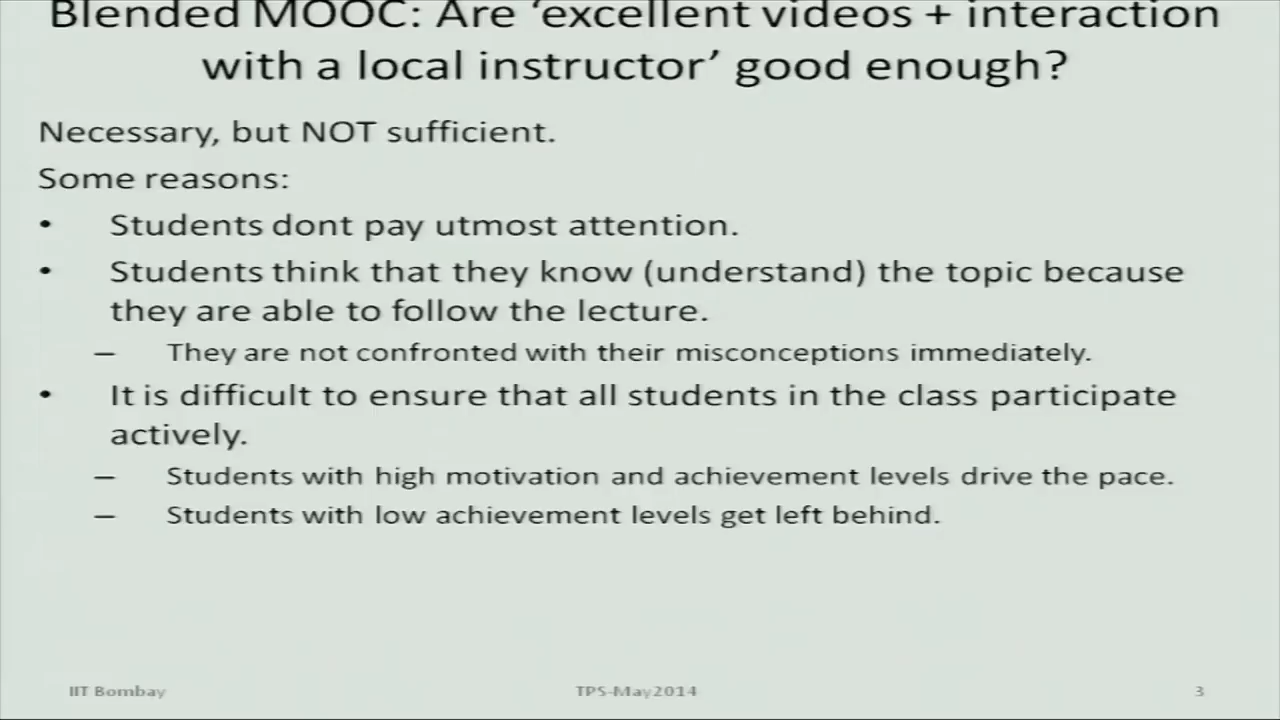 Blended MOOC: Are ‘excellent videos + interaction
with a local instructor’ good enough?
Necessary, but NOT sufficient.
Some reasons:
• Students dont pay utmost attention.
• Students think that they know (understand) the topic because
they are able to follow the lecture.
– They are not confronted with their misconceptions immediately.
• It is difficult to ensure that all students in the class participate
actively.
– Students with high motivation and achievement levels drive the pace.
– Students with low achievement levels get left behind.
IIT Bombay TPS-May2014 3